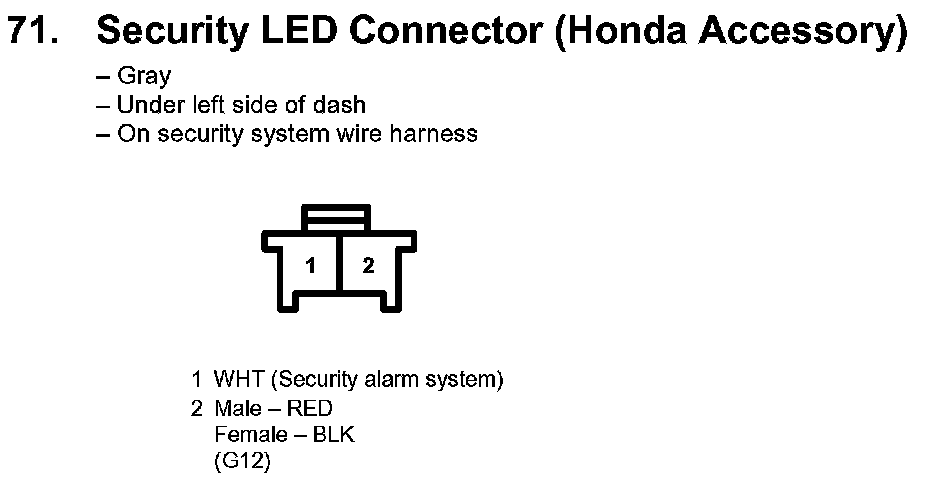 71. Security LED Connector (Honda Accessory)
– Gray
– Under left side of dash
– On security system wire harness
1 2
1 WHT (Security alarm system)
2 Male – RED
Female – BLK
(G12)